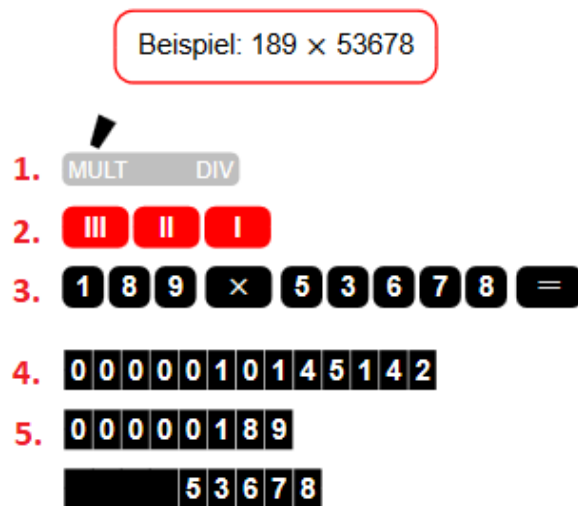 Beispiel: 189 × 53678
1. MULT DIV
2. III II I
3. 1 8 9 × 5 3 6 7 8 =
4. 0 0 0 0 0 1 0 1 4 5 1 4 2
5. 0 0 0 0 0 1 8 9
5 3 6 7 8